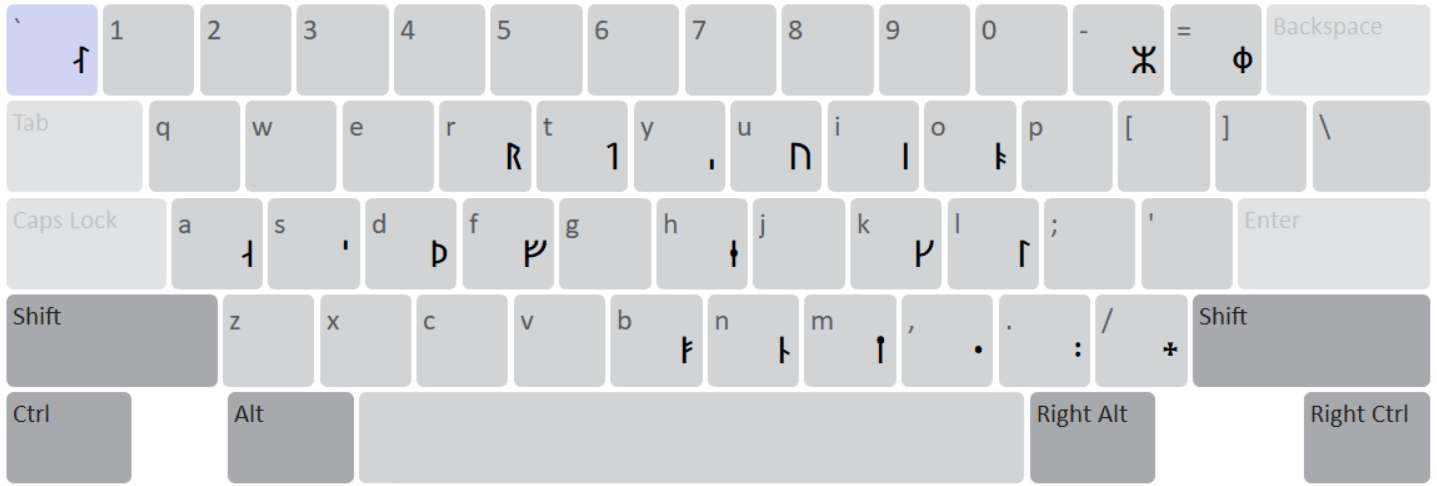 ` ᛮ 1 2 3 4 5 6 7 8 9 0 - ᛯ = ᛰ Backspace
Tab q w e r ᚱ t ᛐ y ᛧ u ᚢ i ᛁ o ᚭ p [ ] \
Caps Lock a ᛆ s ᛌ d ᚦ f ᚠ g h ᚽ j k ᚴ l ᛚ ; ' Enter
Shift z x c v b ᛓ n ᚿ m ᛙ , ᛫ . ᛬ / ᛭ Shift
Ctrl Alt Right Alt Right Ctrl